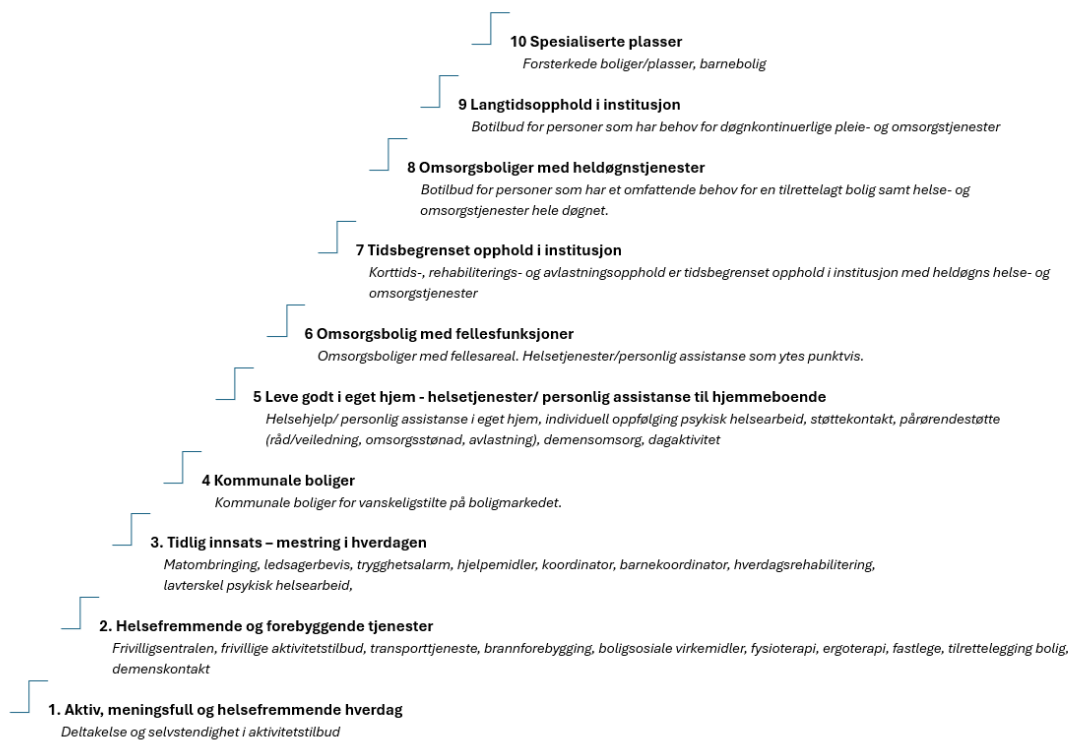 10 Spesialiserte plasser
Forsterkede boliger/plasser, barnebolig
9 Langtidsopphold i institusjon
Botilbud for personer som har behov for døgnkontinuerlige pleie- og omsorgstjenester
8 Omsorgsboliger med heldøgnstjenester
Botilbud for personer som har et omfattende behov for en tilrettelagt bolig samt helse- og
omsorgstjenester hele døgnet.
7 Tidsbegrenset opphold i institusjon
Korttids-, rehabiliterings- og avlastningsopphold er tidsbegrenset opphold i institusjon med heldøgns helse- og
omsorgstjenester
6 Omsorgsbolig med fellesfunksjoner
Omsorgsboliger med fellesareal. Helsetjenester/personlig assistanse som ytes punktvis.
5 Leve godt i eget hjem - helsetjenester/ personlig assistanse til hjemmeboende
Helsehjelp/ personlig assistanse i eget hjem, individuell oppfølging psykisk helsearbeid, støttekontakt, pårørendestøtte
(råd/veiledning, omsorgsstønad, avlastning), demensomsorg, dagaktivitet
4 Kommunale boliger
Kommunale boliger for vanskeligstilte på boligmarkedet.
3. Tidlig innsats – mestring i hverdagen
Matombringing, ledsagerbevis, trygghetsalarm, hjelpemidler, koordinator, barnekoordinator, hverdagsrehabilitering,
lavterskel psykisk helsearbeid,
2. Helsefremmende og forebyggende tjenester
Frivilligsentralen, frivillige aktivitetstilbud, transporttjeneste, brannforebygging, boligsosiale virkemidler, fysioterapi, ergoterapi, fastlege, tilrettelegging bolig,
demenskontakt
1. Aktiv, meningsfull og helsefremmende hverdag
Deltakelse og selvstendighet i aktivitetstilbud